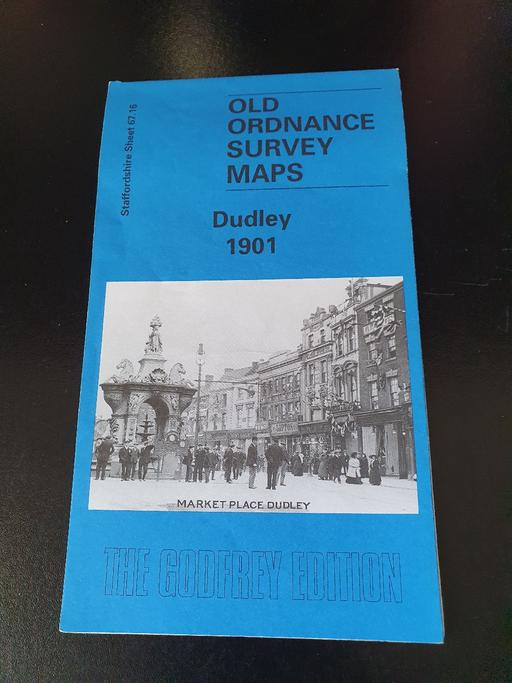 Staffordshire Sheet 67.16
OLD
ORDNANCE
SURVEY
MAPS
Dudley
1901
MARKET PLACE DUDLEY
THE GODFREY EDITION